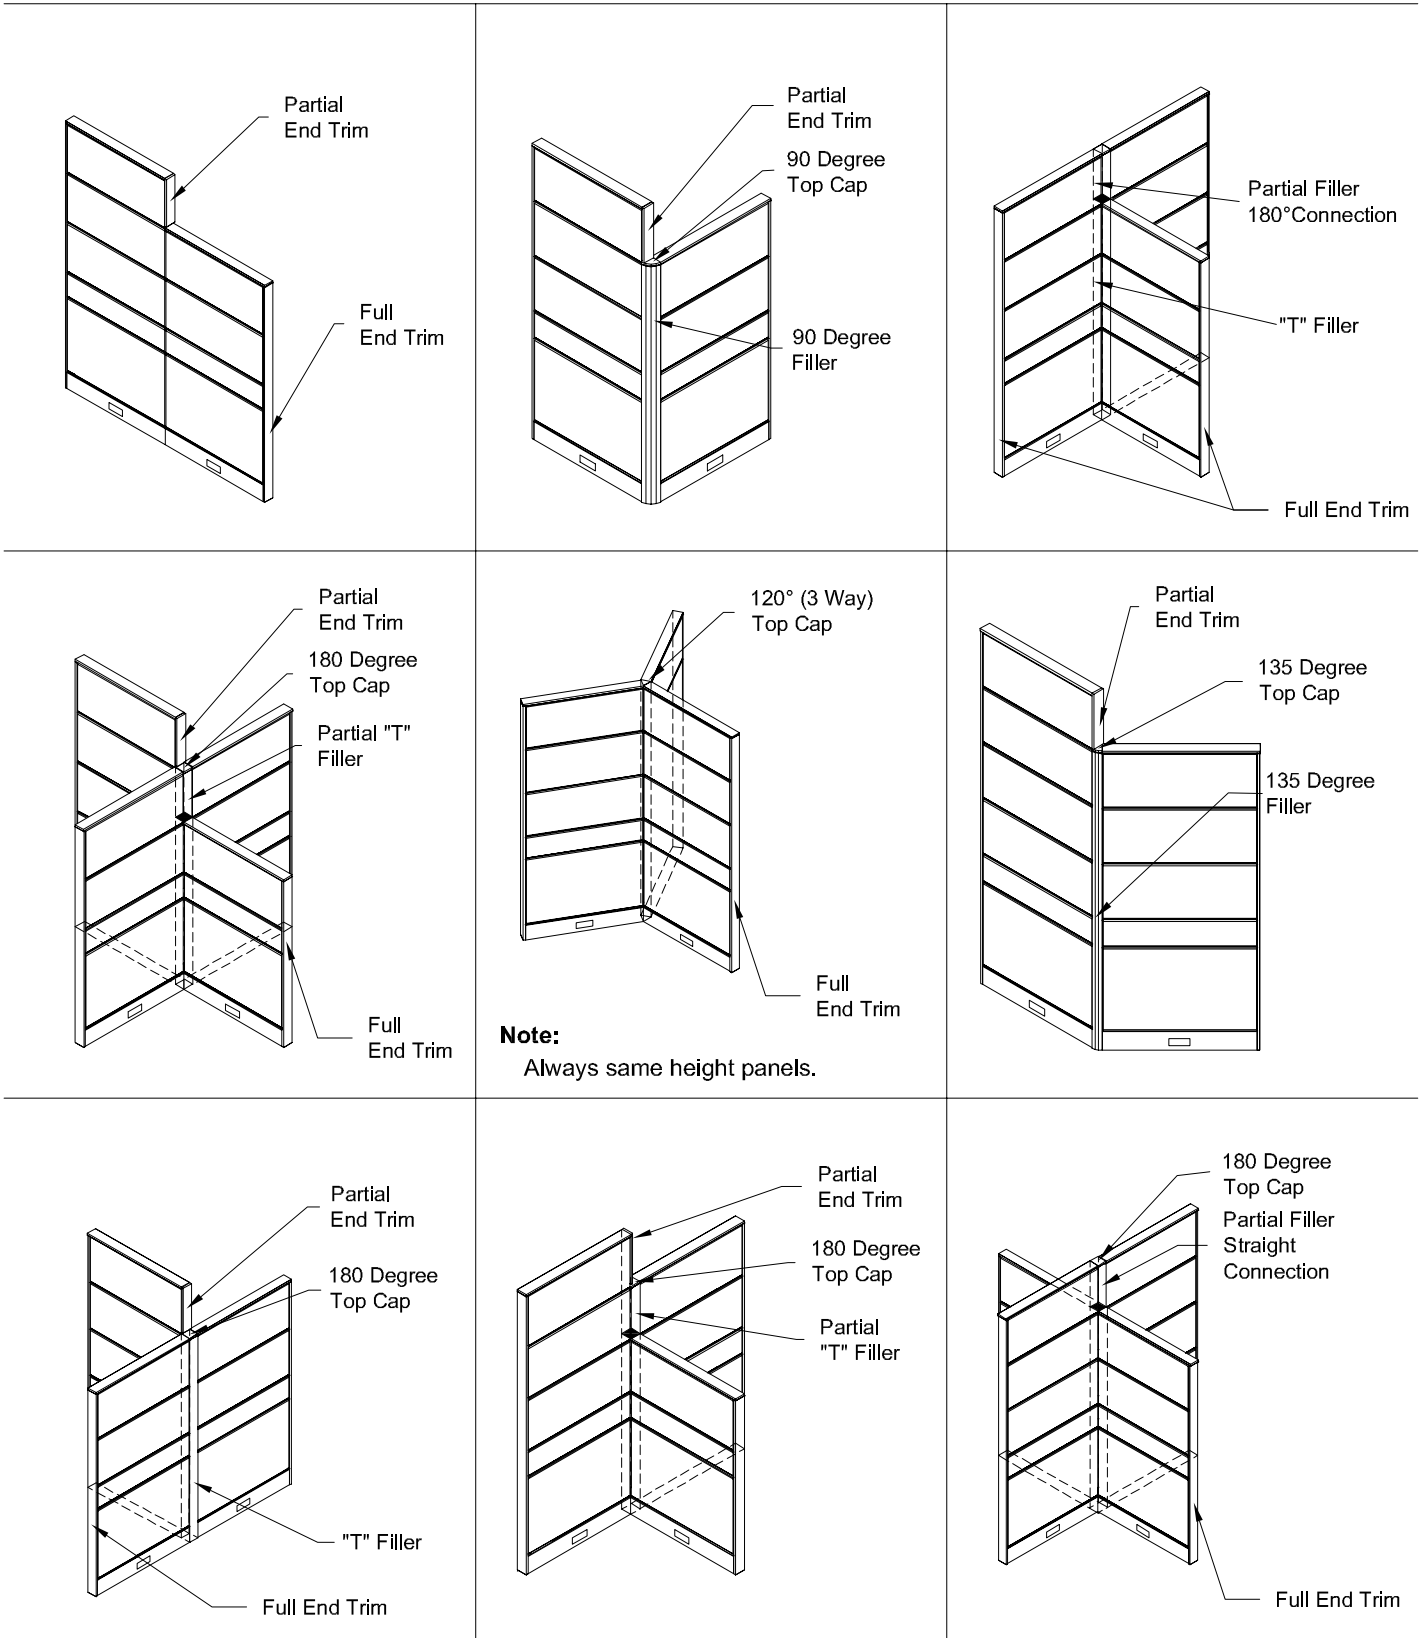 Partial
End Trim
Full
End Trim
Partial
End Trim
90 Degree
Top Cap
90 Degree
Filler
Partial Filler
180°Connection
"T" Filler
Full End Trim
Partial
End Trim
180 Degree
Top Cap
Partial "T"
Filler
Full
End Trim
120° (3 Way)
Top Cap
Full
End Trim
Note:
Always same height panels.
Partial
End Trim
135 Degree
Top Cap
135 Degree
Filler
Partial
End Trim
180 Degree
Top Cap
"T" Filler
Full End Trim
Partial
End Trim
180 Degree
Top Cap
Partial
"T" Filler
180 Degree
Top Cap
Partial Filler
Straight
Connection
Full End Trim